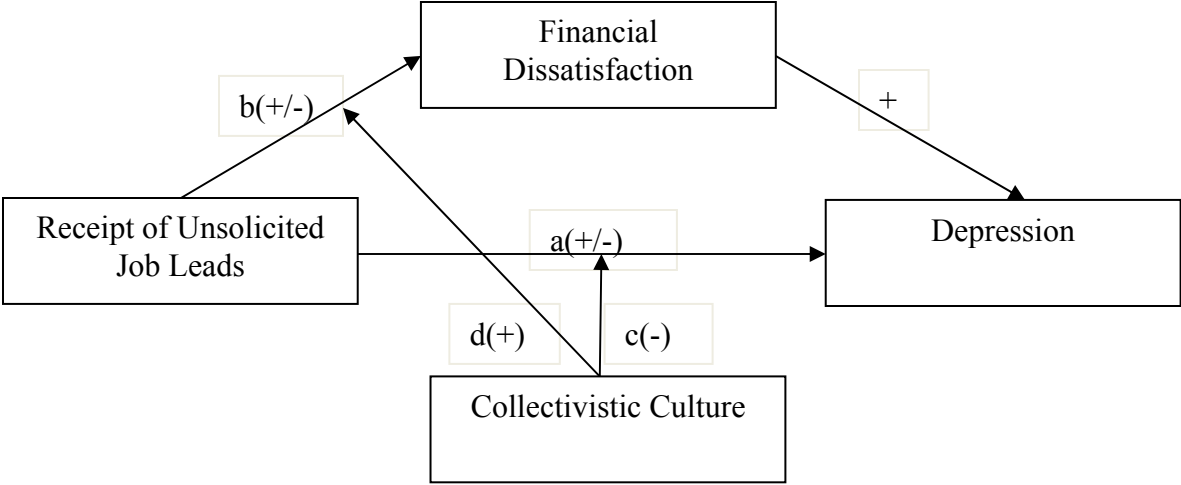 Financial
Dissatisfaction
b(+/-)
+
Receipt of Unsolicited
Job Leads
a(+/-)
Depression
d(+)
c(-)
Collectivistic Culture